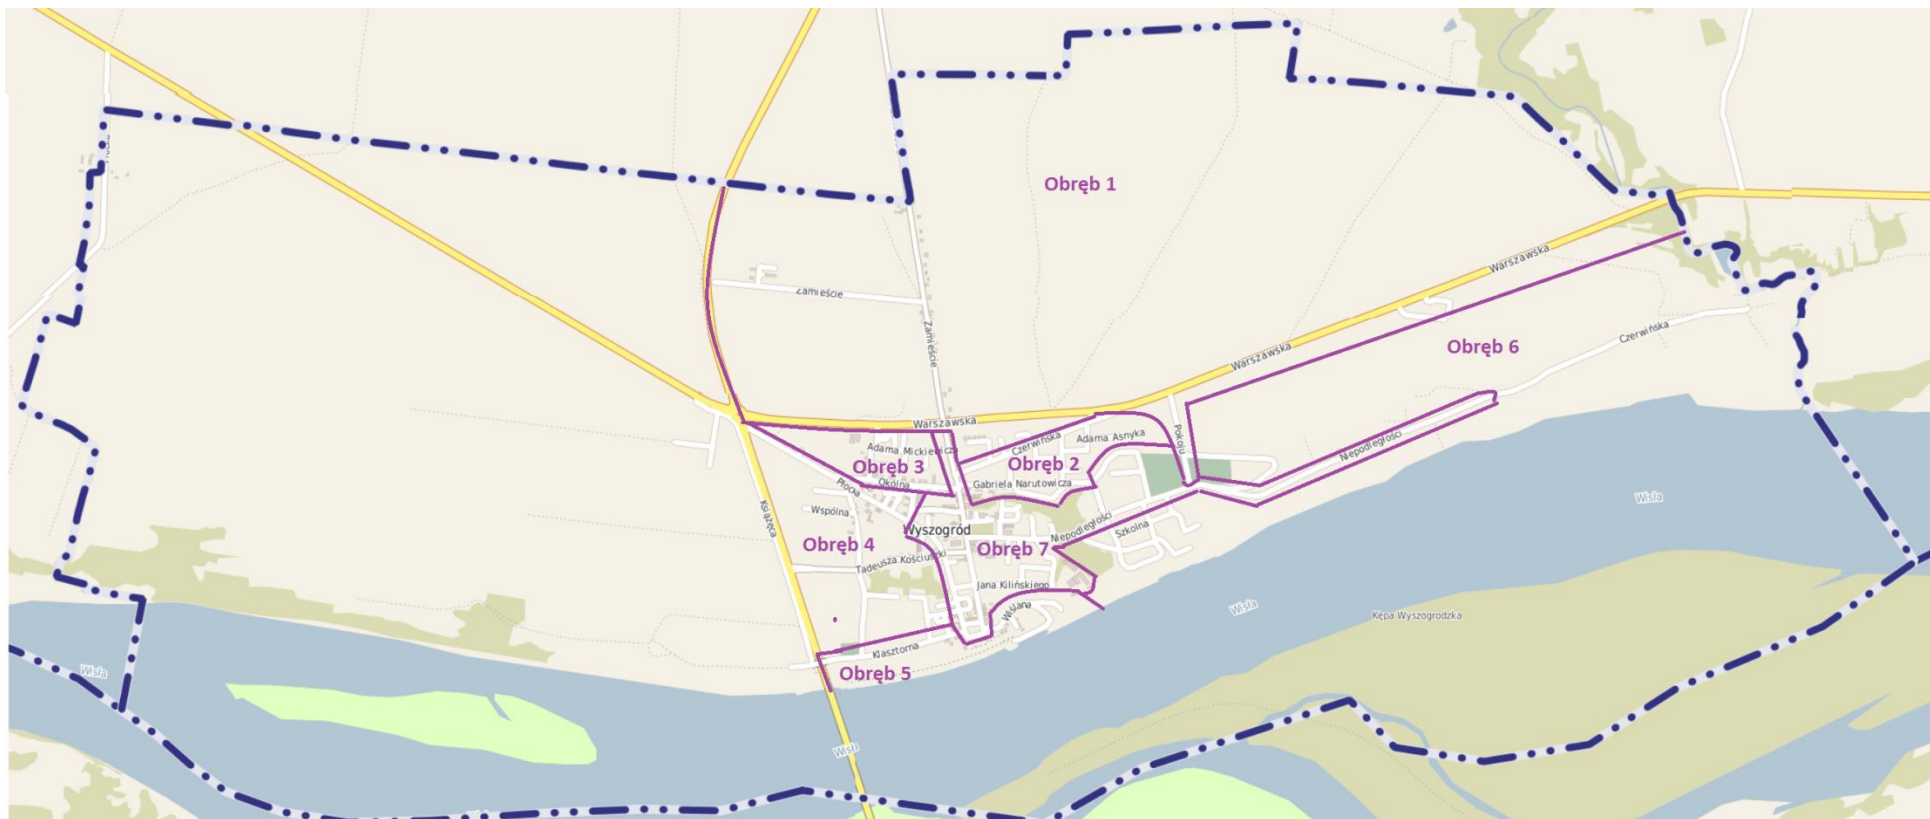 Obręb 1
Warszawska
Zamieście
Zamieście
Czerwińska
Obręb 6
Warszawska
Warszawska
Adama Asnyka
Pokoju
Adama Mickiewicza
Czerwińska
Obręb 3
Obręb 2
Niepodległości
Okólna
Gabriela Narutowicza
Płocka
Książęca
Wspólna
Wisła
Wyszogród
Niepodległości
Szkolna
Obręb 4
Obręb 7
Tadeusza Kościuszki
Jana Kilińskiego
Wiślana
Wisła
Kępa Wyszogrodzka
Klasztorna
Wisła
Obręb 5
Wisła